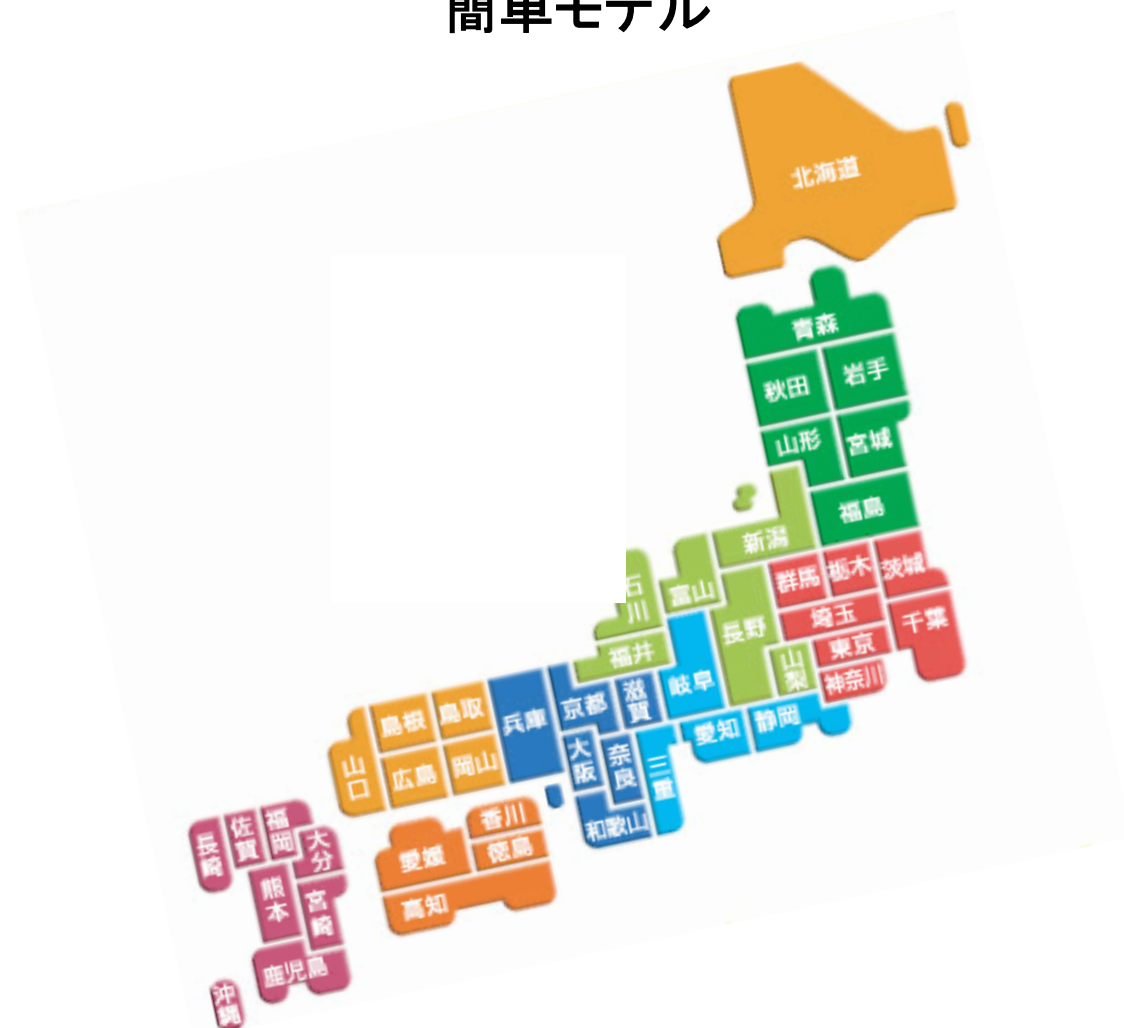 簡単モデル
北海道
青森
秋田
岩手
山形
宮城
福島
新潟
群馬
栃木
茨城
石川
富山
長野
埼玉
千葉
福井
山梨
東京
神奈川
岐阜
滋賀
京都
兵庫
鳥取
島根
愛知
静岡
大阪
奈良
三重
岡山
広島
山口
和歌山
香川
徳島
愛媛
高知
福岡
佐賀
長崎
大分
熊本
宮崎
鹿児島
沖縄